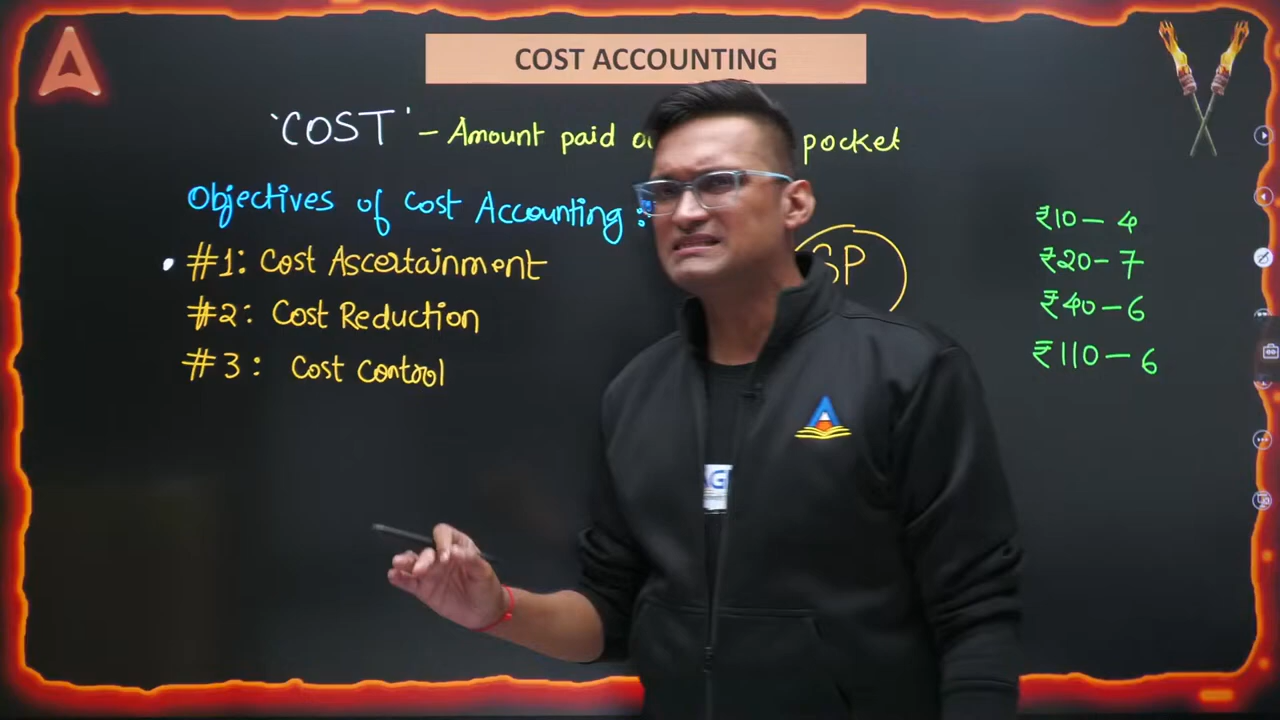 COST ACCOUNTING
'COST' – Amount paid pocket
Objectives of Cost Accounting :
#1: Cost Ascertainment
#2: Cost Reduction
#3: Cost Control
SP
₹10 – 4
₹20 – 7
₹40 – 6
₹110 – 6